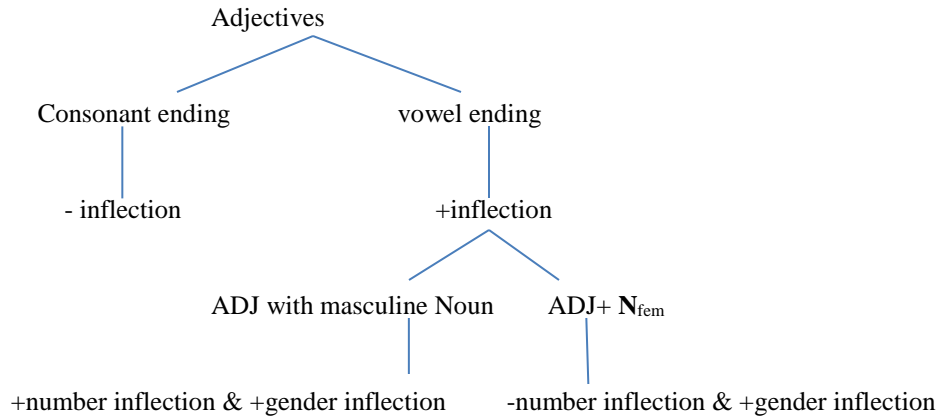 Adjectives
Consonant ending vowel ending
- inflection +inflection
ADJ with masculine Noun ADJ+ Nfem
+number inflection & +gender inflection -number inflection & +gender inflection